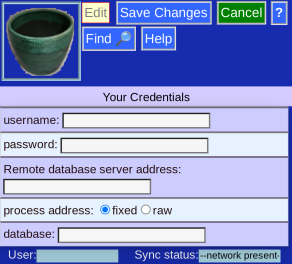 Edit Save Changes Cancel ?
Find 🔎 Help
Your Credentials
username:
password:
Remote database server address:
process address: fixed raw
database:
User: Sync status: --network present-